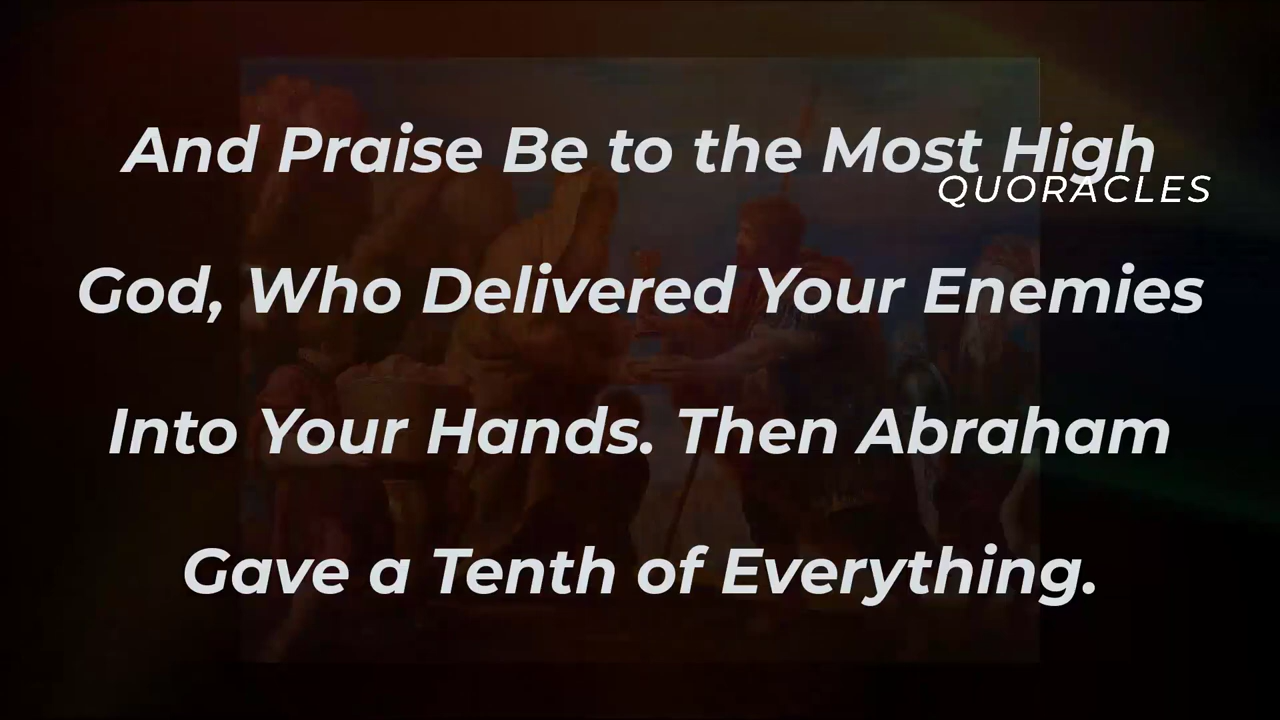 And Praise Be to the Most High
QUORACLES
God, Who Delivered Your Enemies
Into Your Hands. Then Abraham
Gave a Tenth of Everything.